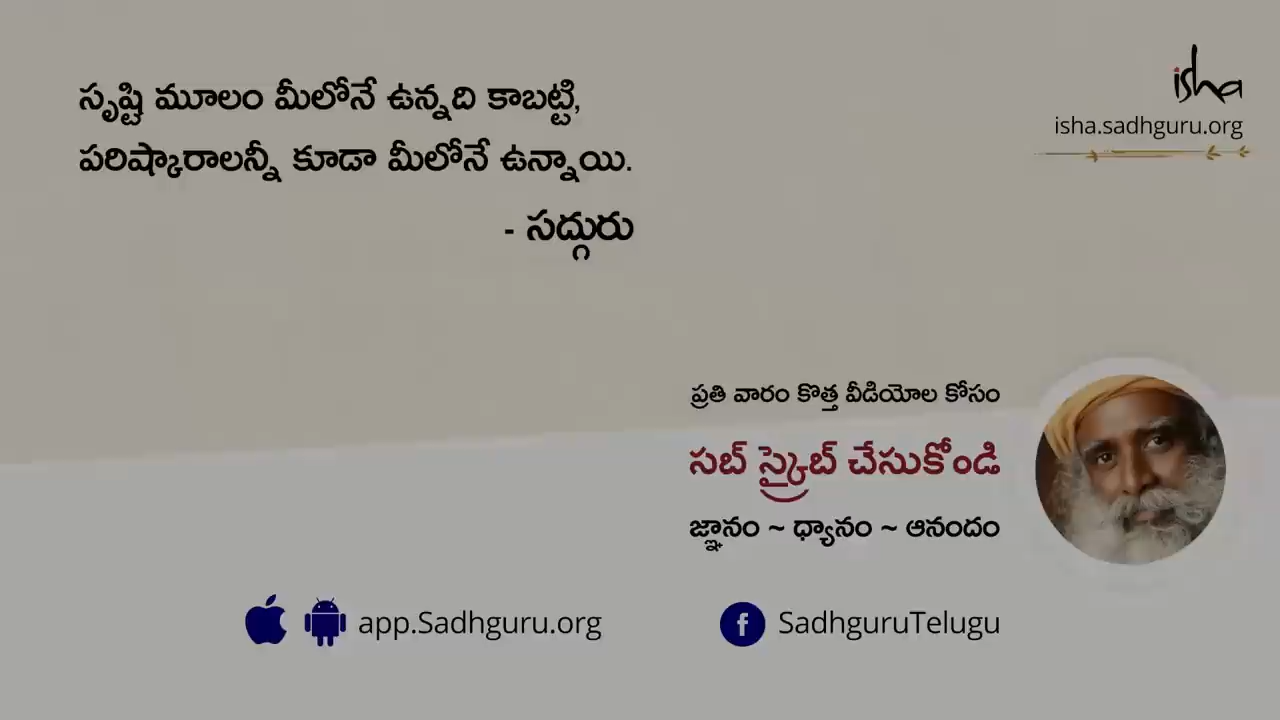 సృష్టి మూలం మీలోనే ఉన్నది కాబట్టి,
పరిష్కారాలన్నీ కూడా మీలోనే ఉన్నాయి.
- సద్గురు
isha
isha.sadhguru.org
ప్రతి వారం కొత్త వీడియోల కోసం
సబ్ స్క్రైబ్ చేసుకోండి
జ్ఞానం ~ ధ్యానం ~ ఆనందం
app.Sadhguru.org
SadhguruTelugu